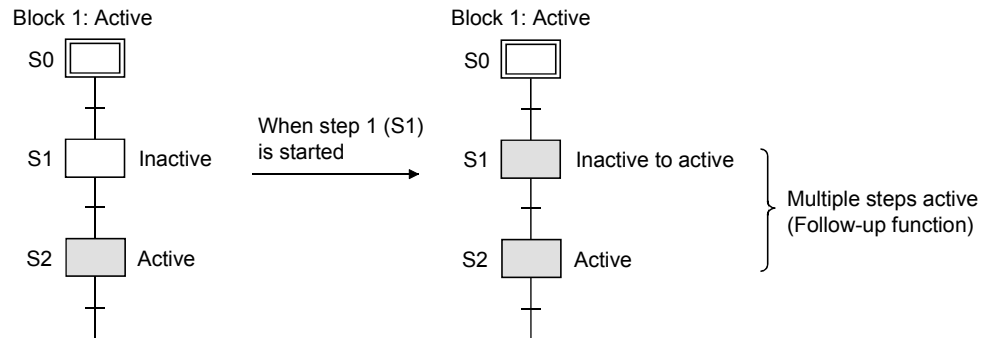 Block 1: Active
S0
S1
Inactive
S2
Active
When step 1 (S1)
is started
Block 1: Active
S0
S1
Inactive to active
S2
Active
Multiple steps active
(Follow-up function)